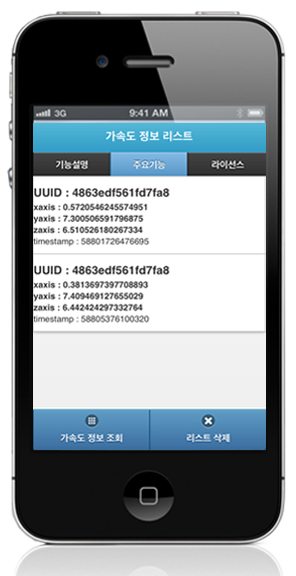 3G 9:41 AM
가속도 정보 리스트
기능설명 주요기능 라이선스
UUID : 4863edf561fd7fa8
xaxis : 0.5720546245574951
yaxis : 7.300506591796875
zaxis : 6.510526180267334
timestamp : 58801726476695
UUID : 4863edf561fd7fa8
xaxis : 0.3813697397708893
yaxis : 7.409469127655029
zaxis : 6.442424297332764
timestamp : 58805376100320
가속도 정보 조회 리스트 삭제